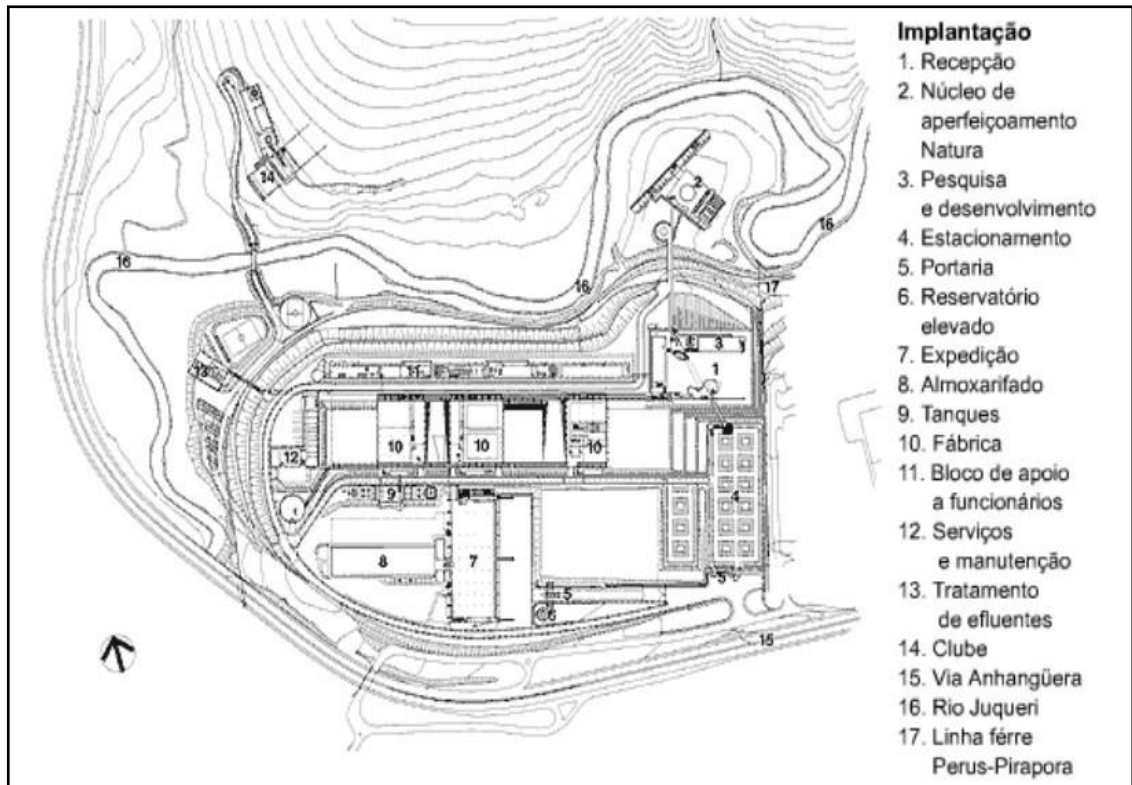 Implantação
1. Recepção
2. Núcleo de
aperfeiçoamento
Natura
3. Pesquisa
e desenvolvimento
4. Estacionamento
5. Portaria
6. Reservatório
elevado
7. Expedição
8. Almoxarifado
9. Tanques
10. Fábrica
11. Bloco de apoio
a funcionários
12. Serviços
e manutenção
13. Tratamento
de efluentes
14. Clube
15. Via Anhangüera
16. Rio Juqueri
17. Linha férre
Perus-Pirapora
14
2
16
16
16
17
3
1
13
11
10
10
10
12
9
4
8
7
5
5
6
15